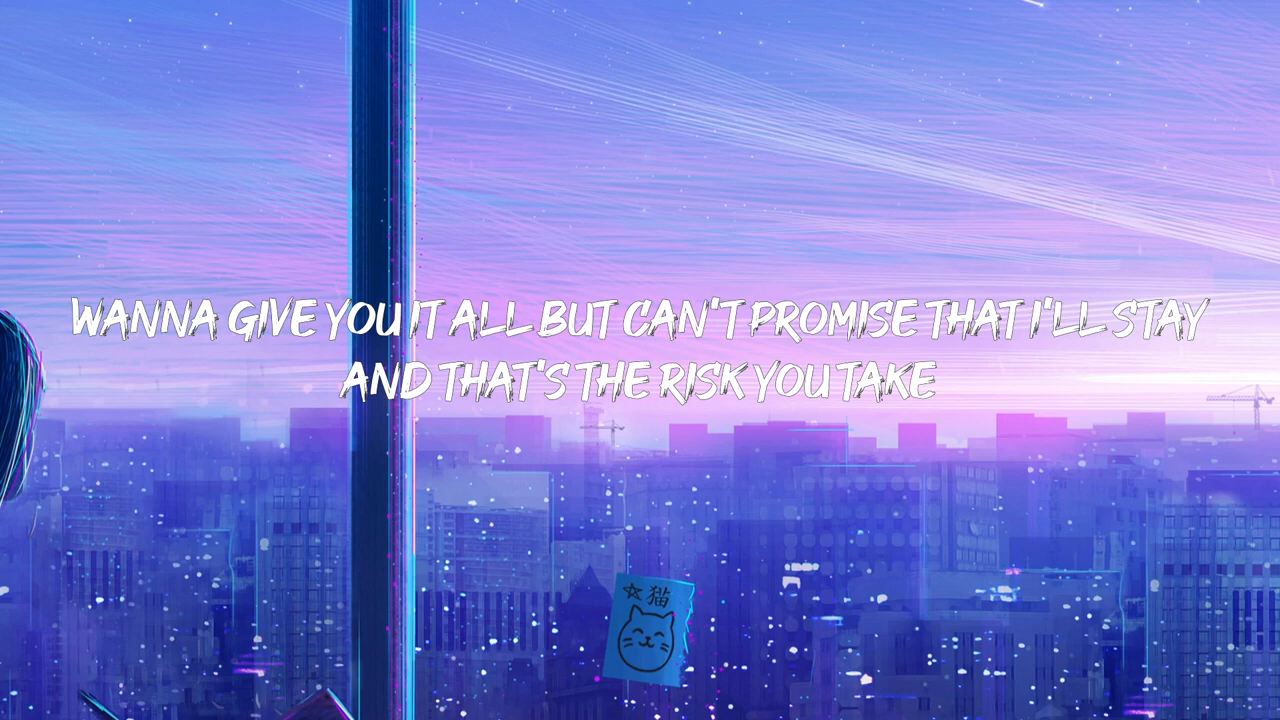 WANNA GIVE YOU IT ALL BUT CAN'T PROMISE THAT I'LL STAY
AND THAT'S THE RISK YOU TAKE
☆猫